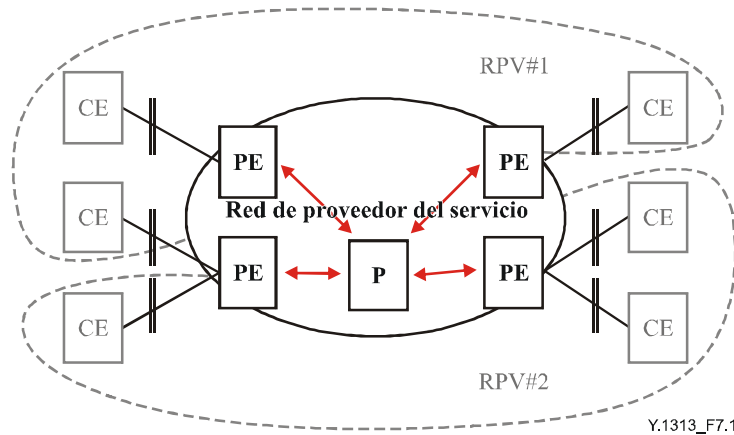 RPV#1
CE
CE
PE
PE
CE
CE
Red de proveedor del servicio
PE
P
PE
CE
CE
RPV#2
Y.1313_F7.1